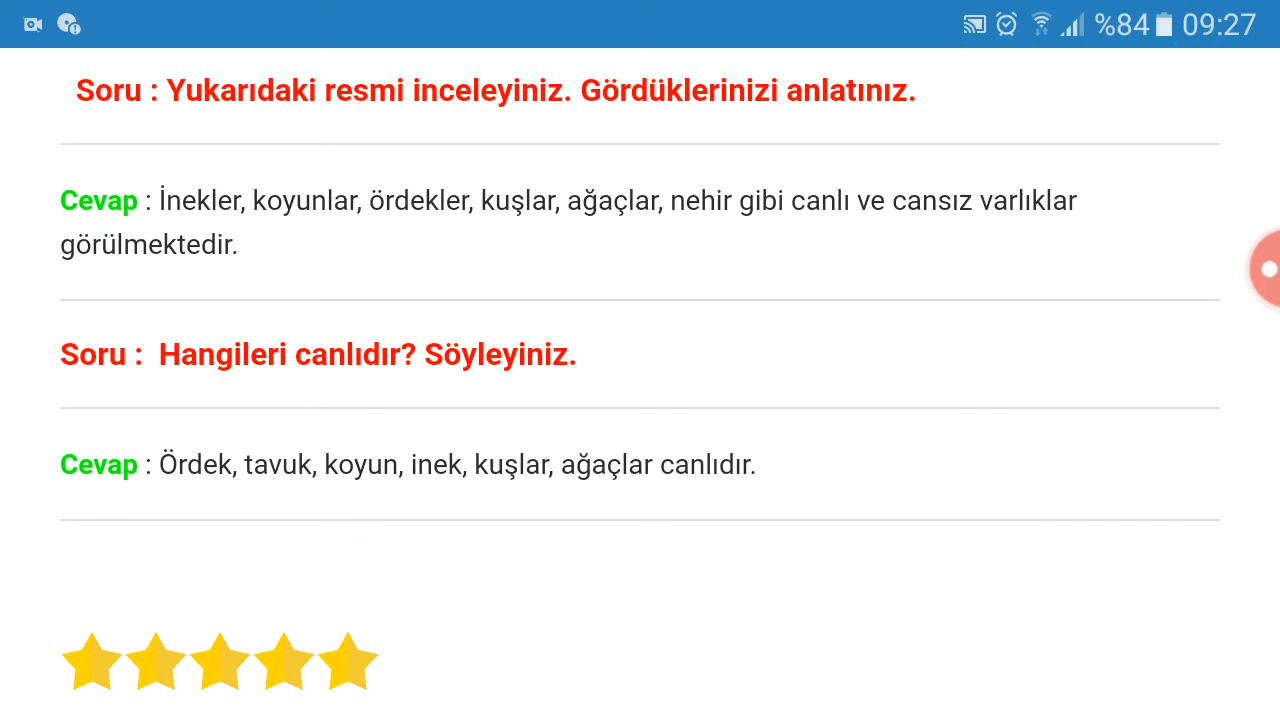 %84 09:27
Soru : Yukarıdaki resmi inceleyiniz. Gördüklerinizi anlatınız.
Cevap : İnekler, koyunlar, ördekler, kuşlar, ağaçlar, nehir gibi canlı ve cansız varlıklar
görülmektedir.
Soru :  Hangileri canlıdır? Söyleyiniz.
Cevap : Ördek, tavuk, koyun, inek, kuşlar, ağaçlar canlıdır.